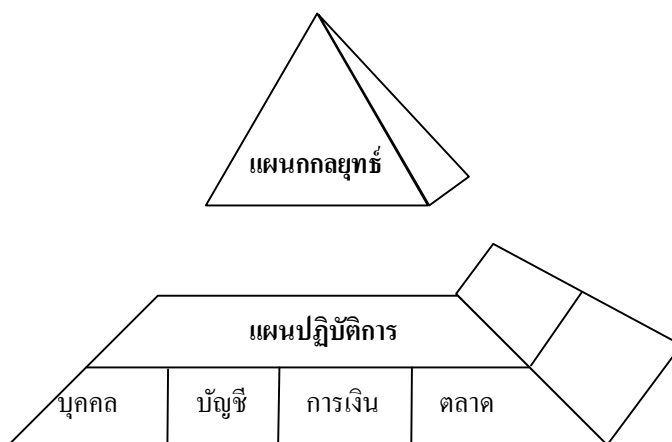 แผนกกลยุทธ์
แผนปฏิบัติการ
บุคคล บัญชี การเงิน ตลาด